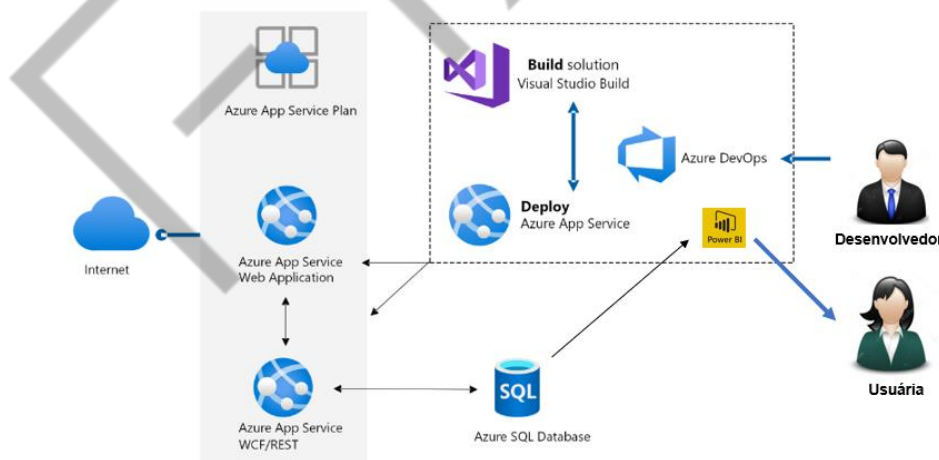 Azure App Service Plan
Build solution
Visual Studio Build
Azure DevOps
Deploy
Azure App Service
Power BI
Desenvolvedor
Internet
Azure App Service
Web Application
Usuária
SQL
Azure App Service
WCF/REST
Azure SQL Database